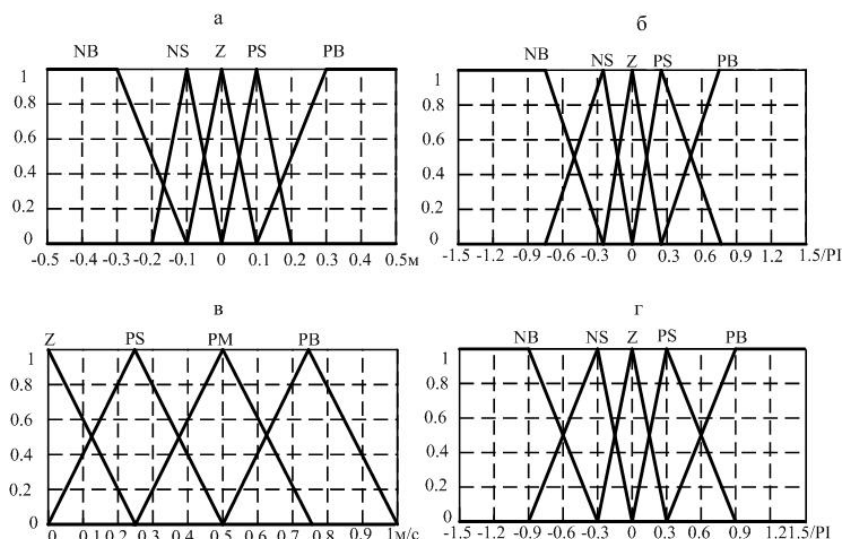 а
NB NS Z PS PB
1
0.8
0.6
0.4
0.2
0
-0.5 -0.4 -0.3 -0.2 -0.1 0 0.1 0.2 0.3 0.4 0.5м
б
NB NS Z PS PB
1
0.8
0.6
0.4
0.2
0
-1.5 -1.2 -0.9 -0.6 -0.3 0 0.3 0.6 0.9 1.2 1.5/PI
в
Z PS PM PB
1
0.8
0.6
0.4
0.2
0
0.1 0.2 0.3 0.4 0.5 0.6 0.7 0.8 0.9 1м/с
г
NB NS Z PS PB
1
0.8
0.6
0.4
0.2
0
-1.5 -1.2 -0.9 -0.6 -0.3 0 0.3 0.6 0.9 1.21.5/PI